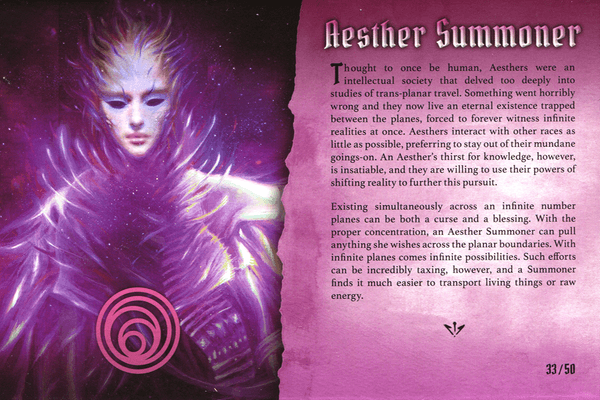 Aesther Summoner
Thought to once be human, Aesthers were an
intellectual society that delved too deeply into
studies of trans-planar travel. Something went horribly
wrong and they now live an eternal existence trapped
between the planes, forced to forever witness infinite
realities at once. Aesthers interact with other races as
little as possible, preferring to stay out of their mundane
goings-on. An Aesther's thirst for knowledge, however,
is insatiable, and they are willing to use their powers of
shifting reality to further this pursuit.
Existing simultaneously across an infinite number
planes can be both a curse and a blessing. With the
proper concentration, an Aesther Summoner can pull
anything she wishes across the planar boundaries. With
infinite planes comes infinite possibilities. Such efforts
can be incredibly taxing, however, and a Summoner
finds it much easier to transport living things or raw
energy.
33/50